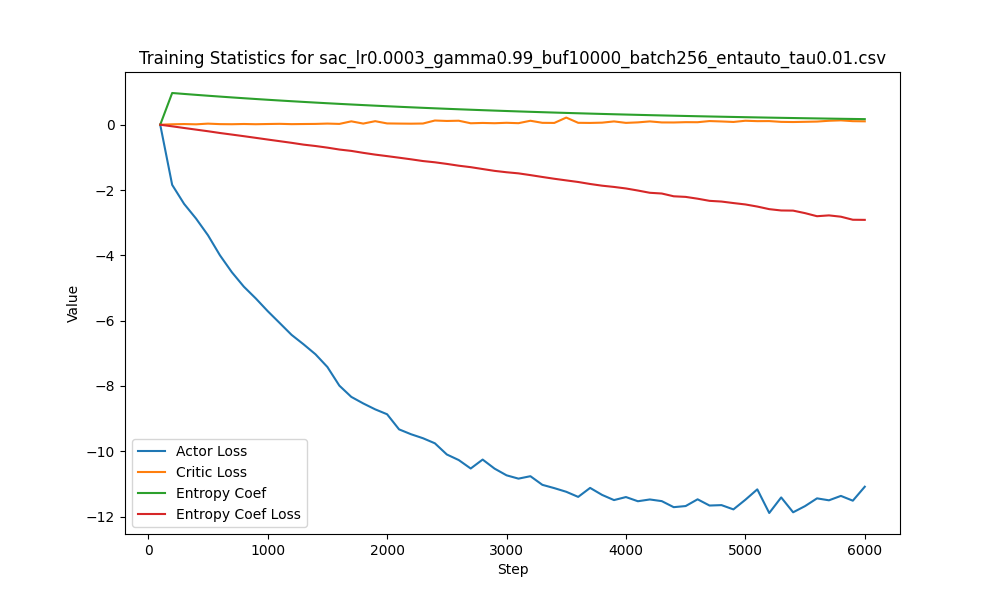 Training Statistics for sac_lr0.0003_gamma0.99_buf10000_batch256_entauto_tau0.01.csv
Value
0
−2
−4
−6
−8
−10
−12
Actor Loss
Critic Loss
Entropy Coef
Entropy Coef Loss
0 1000 2000 3000 4000 5000 6000
Step